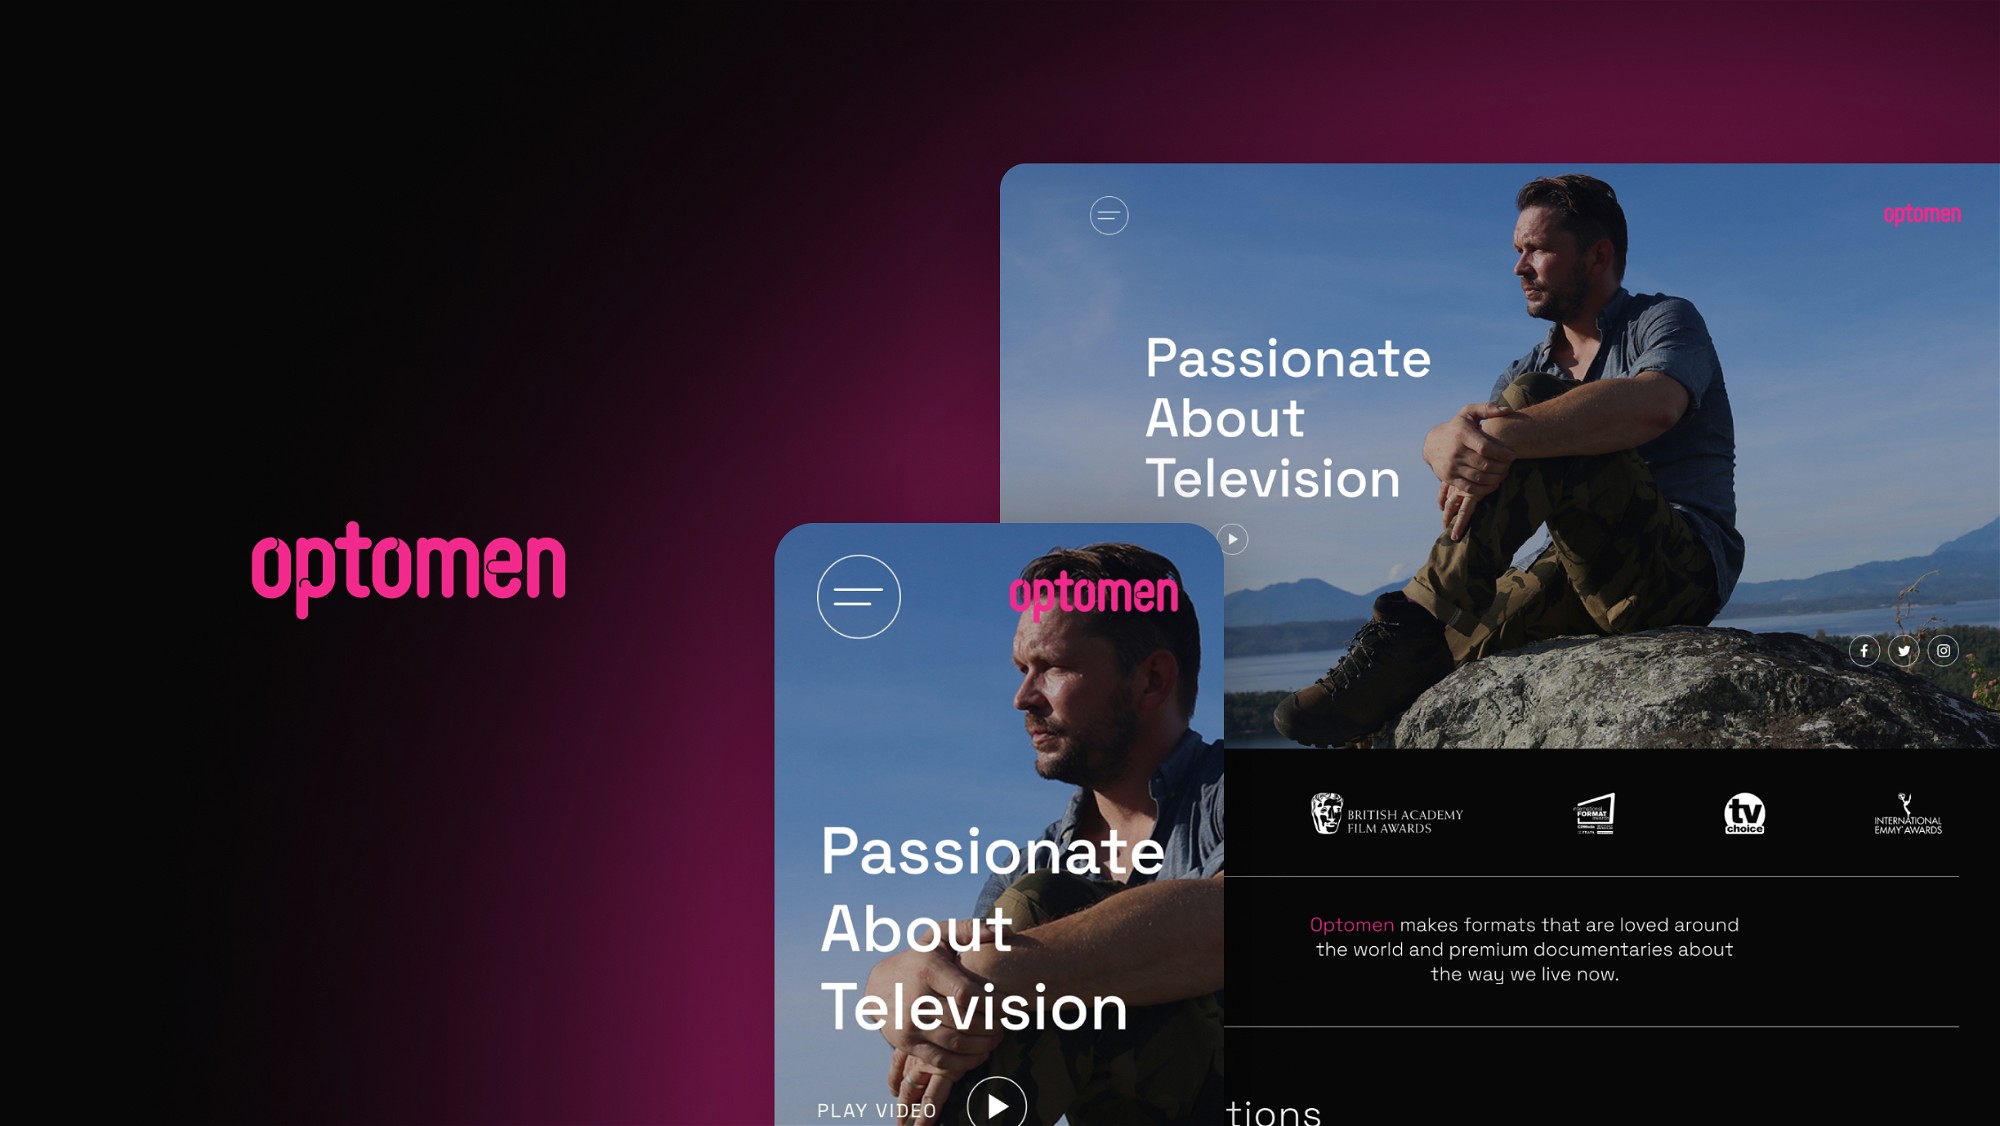 optomen
optomen
Passionate
About
Television
optomen
Passionate
About
Television
PLAY VIDEO
BRITISH ACADEMY
FILM AWARDS
international
FORMAT
tv
choice
INTERNATIONAL
EMMY AWARDS
Optomen makes formats that are loved around
the world and premium documentaries about
the way we live now.
tions